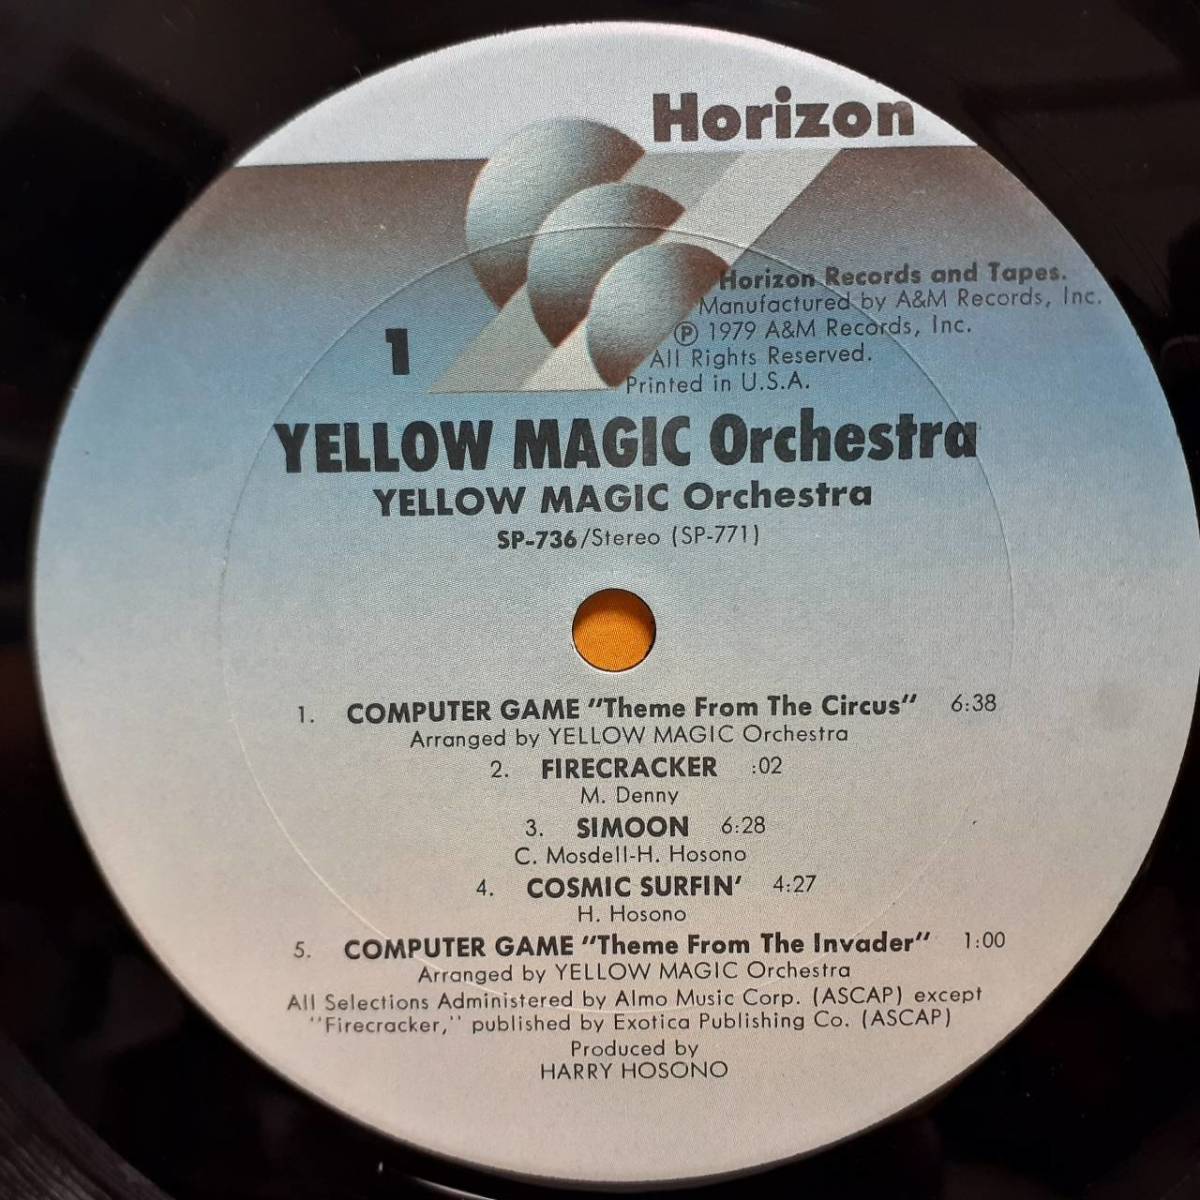 Horizon
Horizon Records and Tapes.
Manufactured by A&M Records, Inc.
Ⓟ 1979 A&M Records, Inc.
All Rights Reserved.
Printed in U.S.A.
1
YELLOW MAGIC Orchestra
YELLOW MAGIC Orchestra
SP-736/Stereo (SP-771)
1. COMPUTER GAME "Theme From The Circus" 6:38
Arranged by YELLOW MAGIC Orchestra
2. FIRECRACKER :02
M. Denny
3. SIMOON 6:28
C. Mosdell-H. Hosono
4. COSMIC SURFIN' 4:27
H. Hosono
5. COMPUTER GAME "Theme From The Invader" 1:00
Arranged by YELLOW MAGIC Orchestra
All Selections Administered by Almo Music Corp. (ASCAP) except
"Firecracker," published by Exotica Publishing Co. (ASCAP)
Produced by
HARRY HOSONO